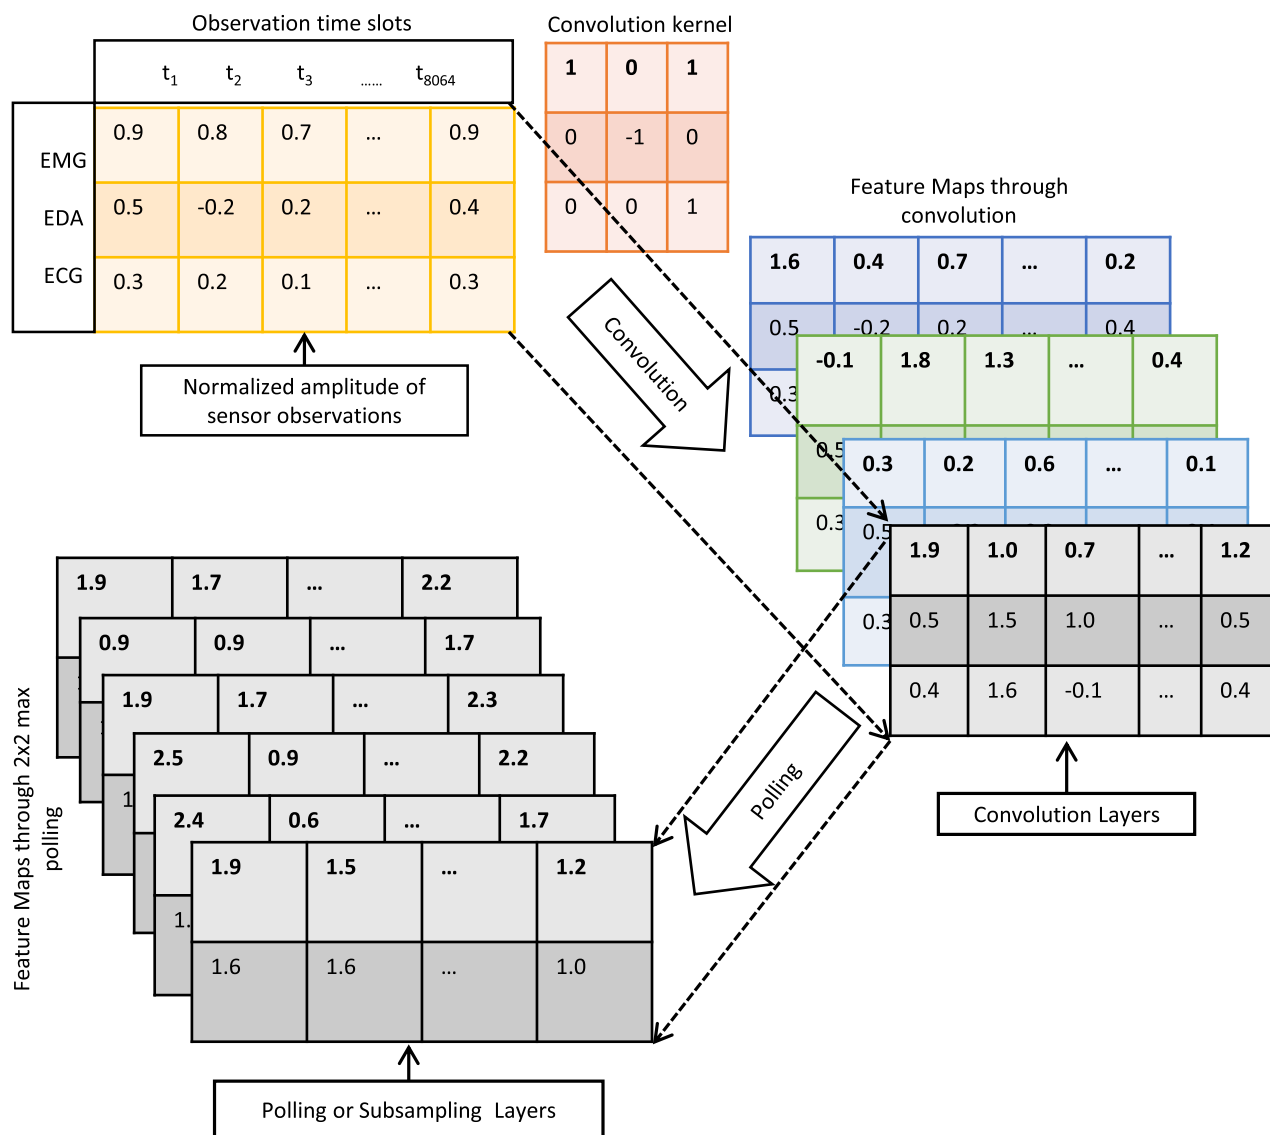 Observation time slots
t1 t2 t3 ...... t8064
EMG 0.9 0.8 0.7 ... 0.9
EDA 0.5 -0.2 0.2 ... 0.4
ECG 0.3 0.2 0.1 ... 0.3
Normalized amplitude of
sensor observations
Convolution kernel
1 0 1
0 -1 0
0 0 1
Convolution
Feature Maps through
convolution
1.6 0.4 0.7 ... 0.2
0.5 -0.2 0.2 ... 0.4
0.3
-0.1 1.8 1.3 ... 0.4
0.5
0.3
0.3 0.2 0.6 ... 0.1
0.5
0.3
1.9 1.0 0.7 ... 1.2
0.5 1.5 1.0 ... 0.5
0.4 1.6 -0.1 ... 0.4
Convolution Layers
Polling
Feature Maps through 2x2 max
polling
1.9 1.7 ... 2.2
0.9 0.9 ... 1.7
1.9 1.7 ... 2.3
1
2.5 0.9 ... 2.2
2.4 0.6 ... 1.7
1.
1.9 1.5 ... 1.2
1.6 1.6 ... 1.0
Polling or Subsampling Layers